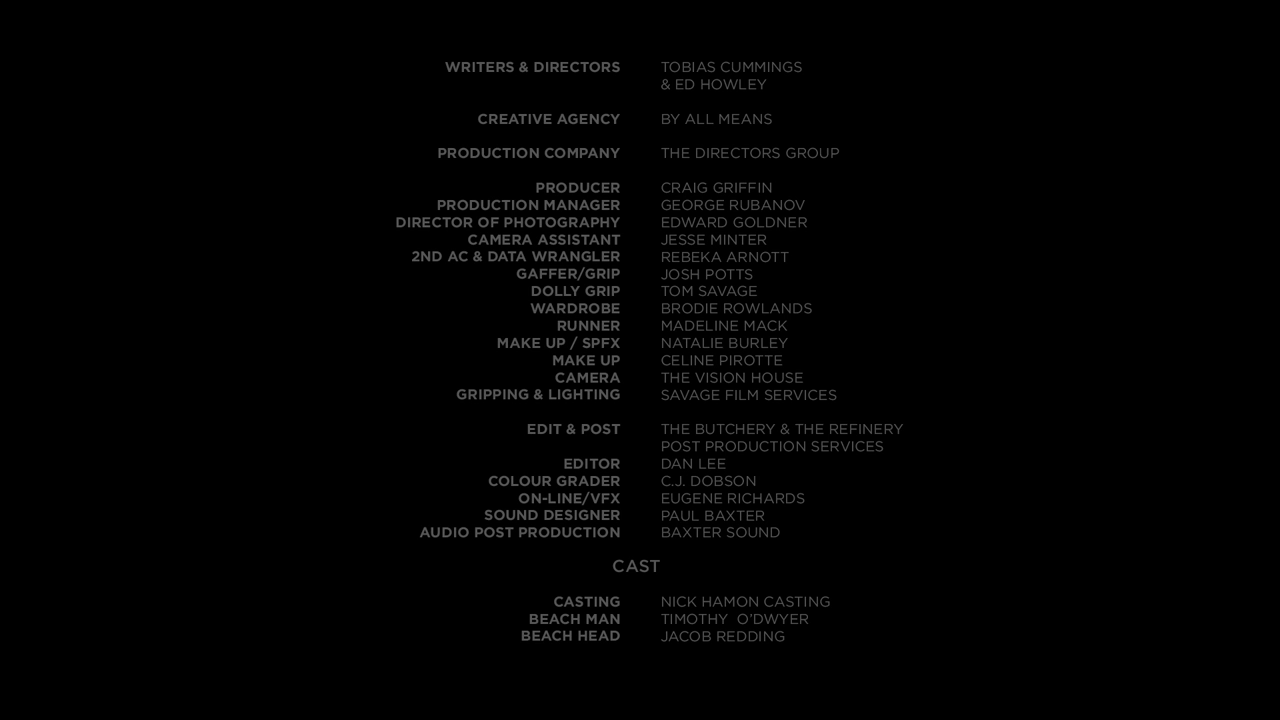 WRITERS & DIRECTORS TOBIAS CUMMINGS
& ED HOWLEY
CREATIVE AGENCY BY ALL MEANS
PRODUCTION COMPANY THE DIRECTORS GROUP
PRODUCER CRAIG GRIFFIN
PRODUCTION MANAGER GEORGE RUBANOV
DIRECTOR OF PHOTOGRAPHY EDWARD GOLDNER
CAMERA ASSISTANT JESSE MINTER
2ND AC & DATA WRANGLER REBEKA ARNOTT
GAFFER/GRIP JOSH POTTS
DOLLY GRIP TOM SAVAGE
WARDROBE BRODIE ROWLANDS
RUNNER MADELINE MACK
MAKE UP / SPFX NATALIE BURLEY
MAKE UP CELINE PIROTTE
CAMERA THE VISION HOUSE
GRIPPING & LIGHTING SAVAGE FILM SERVICES
EDIT & POST THE BUTCHERY & THE REFINERY
POST PRODUCTION SERVICES
EDITOR DAN LEE
COLOUR GRADER C.J. DOBSON
ON-LINE/VFX EUGENE RICHARDS
SOUND DESIGNER PAUL BAXTER
AUDIO POST PRODUCTION BAXTER SOUND
CAST
CASTING NICK HAMON CASTING
BEACH MAN TIMOTHY O'DWYER
BEACH HEAD JACOB REDDING